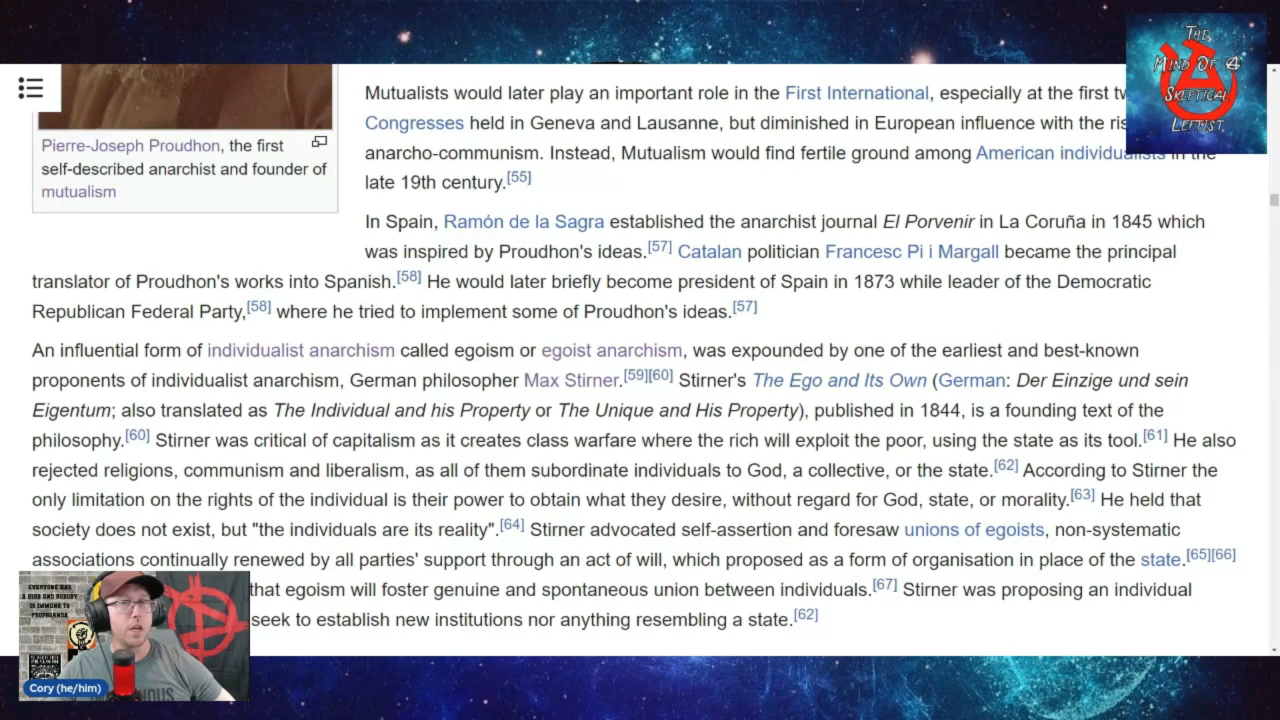 THE
MIND OF A
SKEPTICAL
LEFTIST
Mutualists would later play an important role in the First International, especially at the first tw
Congresses held in Geneva and Lausanne, but diminished in European influence with the ris
anarcho-communism. Instead, Mutualism would find fertile ground among American individualists in the
late 19th century.[55]
Pierre-Joseph Proudhon, the first
self-described anarchist and founder of
mutualism
In Spain, Ramón de la Sagra established the anarchist journal El Porvenir in La Coruña in 1845 which
was inspired by Proudhon's ideas.[57] Catalan politician Francesc Pi i Margall became the principal
translator of Proudhon's works into Spanish.[58] He would later briefly become president of Spain in 1873 while leader of the Democratic
Republican Federal Party,[58] where he tried to implement some of Proudhon's ideas.[57]
An influential form of individualist anarchism called egoism or egoist anarchism, was expounded by one of the earliest and best-known
proponents of individualist anarchism, German philosopher Max Stirner.[59][60] Stirner's The Ego and Its Own (German: Der Einzige und sein
Eigentum; also translated as The Individual and his Property or The Unique and His Property), published in 1844, is a founding text of the
philosophy.[60] Stirner was critical of capitalism as it creates class warfare where the rich will exploit the poor, using the state as its tool.[61] He also
rejected religions, communism and liberalism, as all of them subordinate individuals to God, a collective, or the state.[62] According to Stirner the
only limitation on the rights of the individual is their power to obtain what they desire, without regard for God, state, or morality.[63] He held that
society does not exist, but "the individuals are its reality".[64] Stirner advocated self-assertion and foresaw unions of egoists, non-systematic
associations continually renewed by all parties' support through an act of will, which proposed as a form of organisation in place of the state.[65][66]
that egoism will foster genuine and spontaneous union between individuals.[67] Stirner was proposing an individual
seek to establish new institutions nor anything resembling a state.[62]
EVERYONE HAS
A BIAS AND NOBODY
IS IMMUNE TO
PROPAGANDA
Cory (he/him)